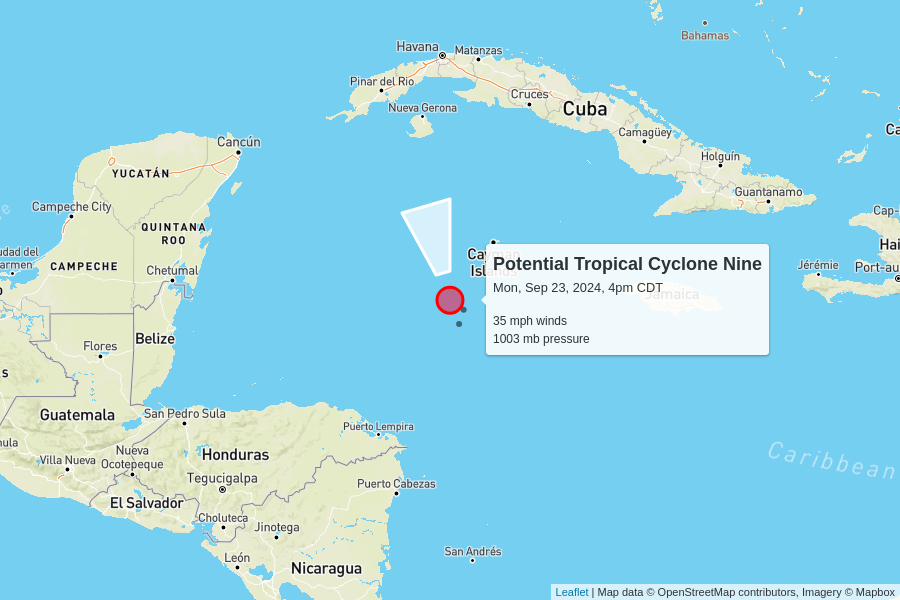 Bahamas
Havana
Matanzas
Pinar del Rio
Cruces
Nueva Gerona
Cuba
Camagüey
Cancún
Holguín
YUCATÁN
Guantanamo
Campeche City
Cap-
QUINTANA
ROO
Hai
CAMPECHE
Chetumal
Jérémie
Port-au
Potential Tropical Cyclone Nine
Mon, Sep 23, 2024, 4pm CDT
Jamaica
35 mph winds
1003 mb pressure
Belize
Flores
Guatemala
San Pedro Sula
Puerto Lempira
Nueva
Ocotepeque
Honduras
Villa Nueva
Caribbean
Tegucigalpa
Puerto Cabezas
El Salvador
Choluteca
Jinotega
San Andrés
León
Nicaragua
Leaflet | Map data © OpenStreetMap contributors, Imagery © Mapbox